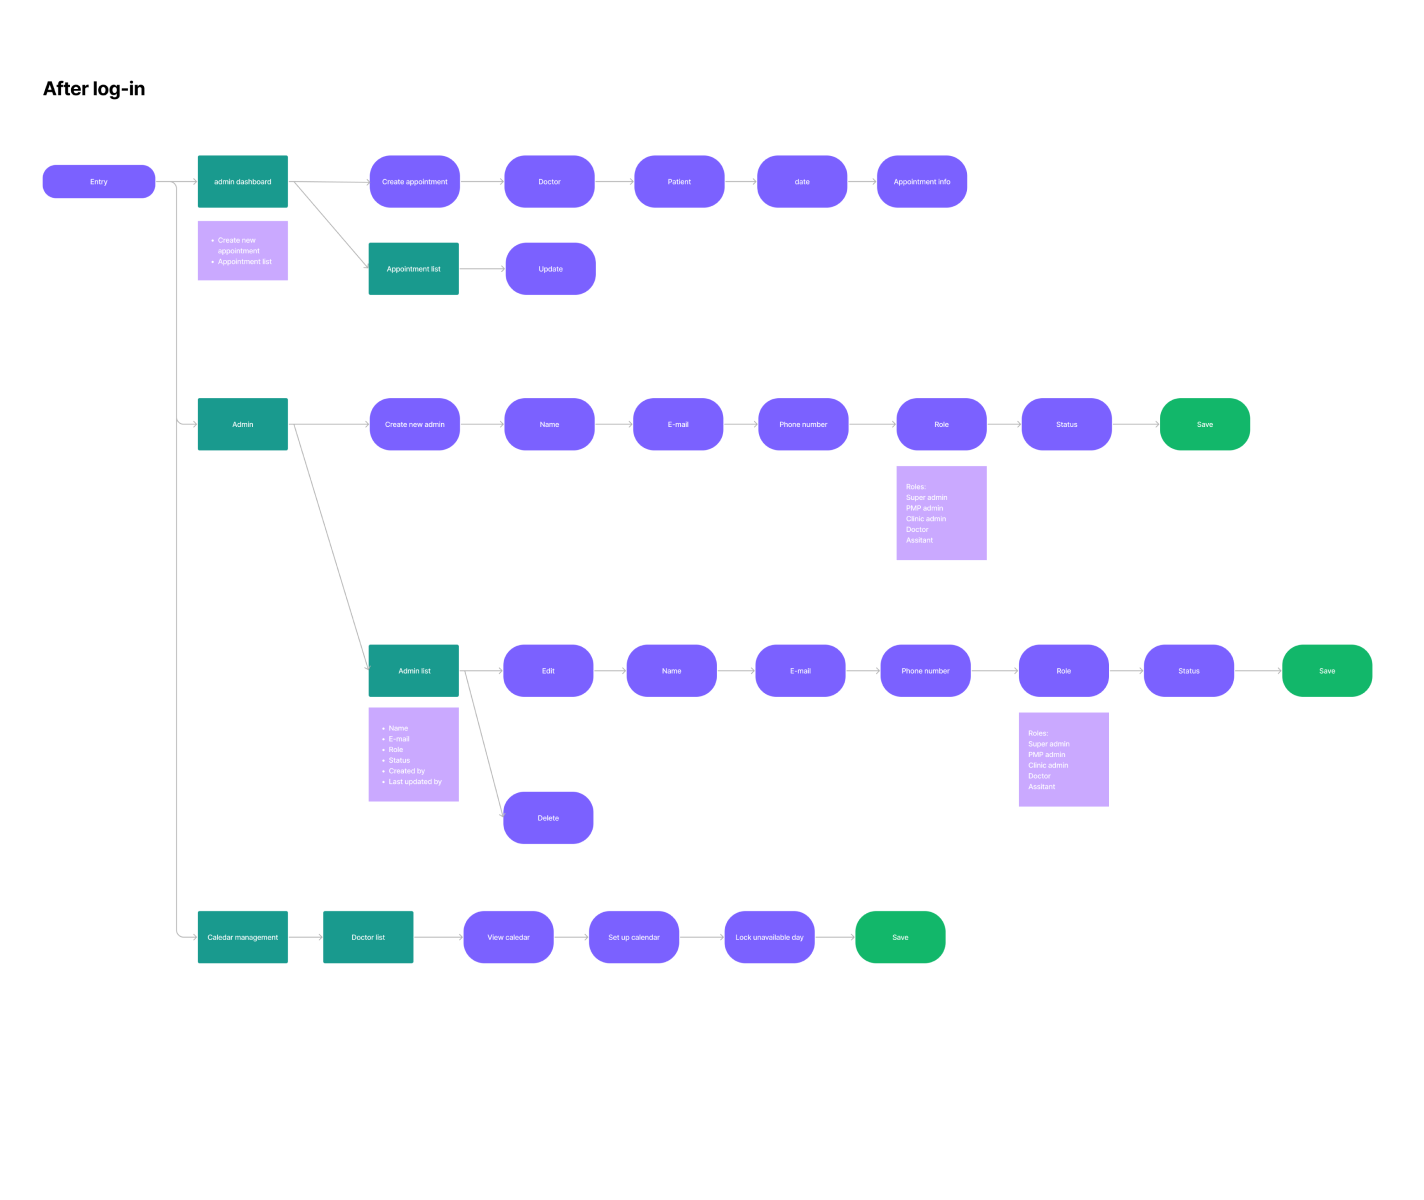 After log-in
Entry
admin dashboard
Create appointment
Doctor
Patient
date
Appointment info
• Create new
appointment
• Appointment list
Appointment list
Update
Admin
Create new admin
Name
E-mail
Phone number
Role
Status
Save
Roles:
Super admin
PMP admin
Clinic admin
Doctor
Assitant
Admin list
Edit
Name
E-mail
Phone number
Role
Status
Save
• Name
• E-mail
• Role
• Status
• Created by
• Last updated by
Roles:
Super admin
PMP admin
Clinic admin
Doctor
Assitant
Delete
Caledar management
Doctor list
View caledar
Set up calendar
Lock unavailable day
Save